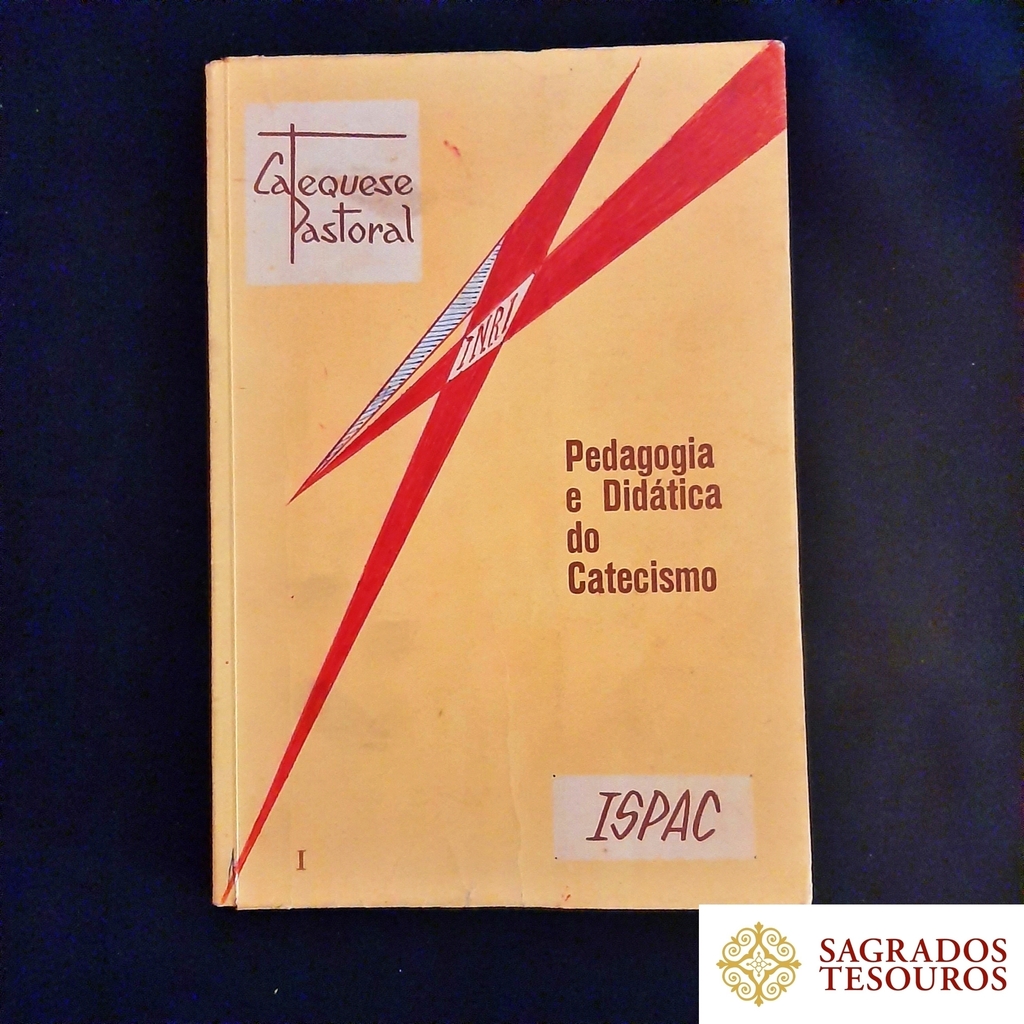 Catequese
Pastoral
INRI
Pedagogia
e Didática
do
Catecismo
ISPAC
I
SAGRADOS
TESOUROS